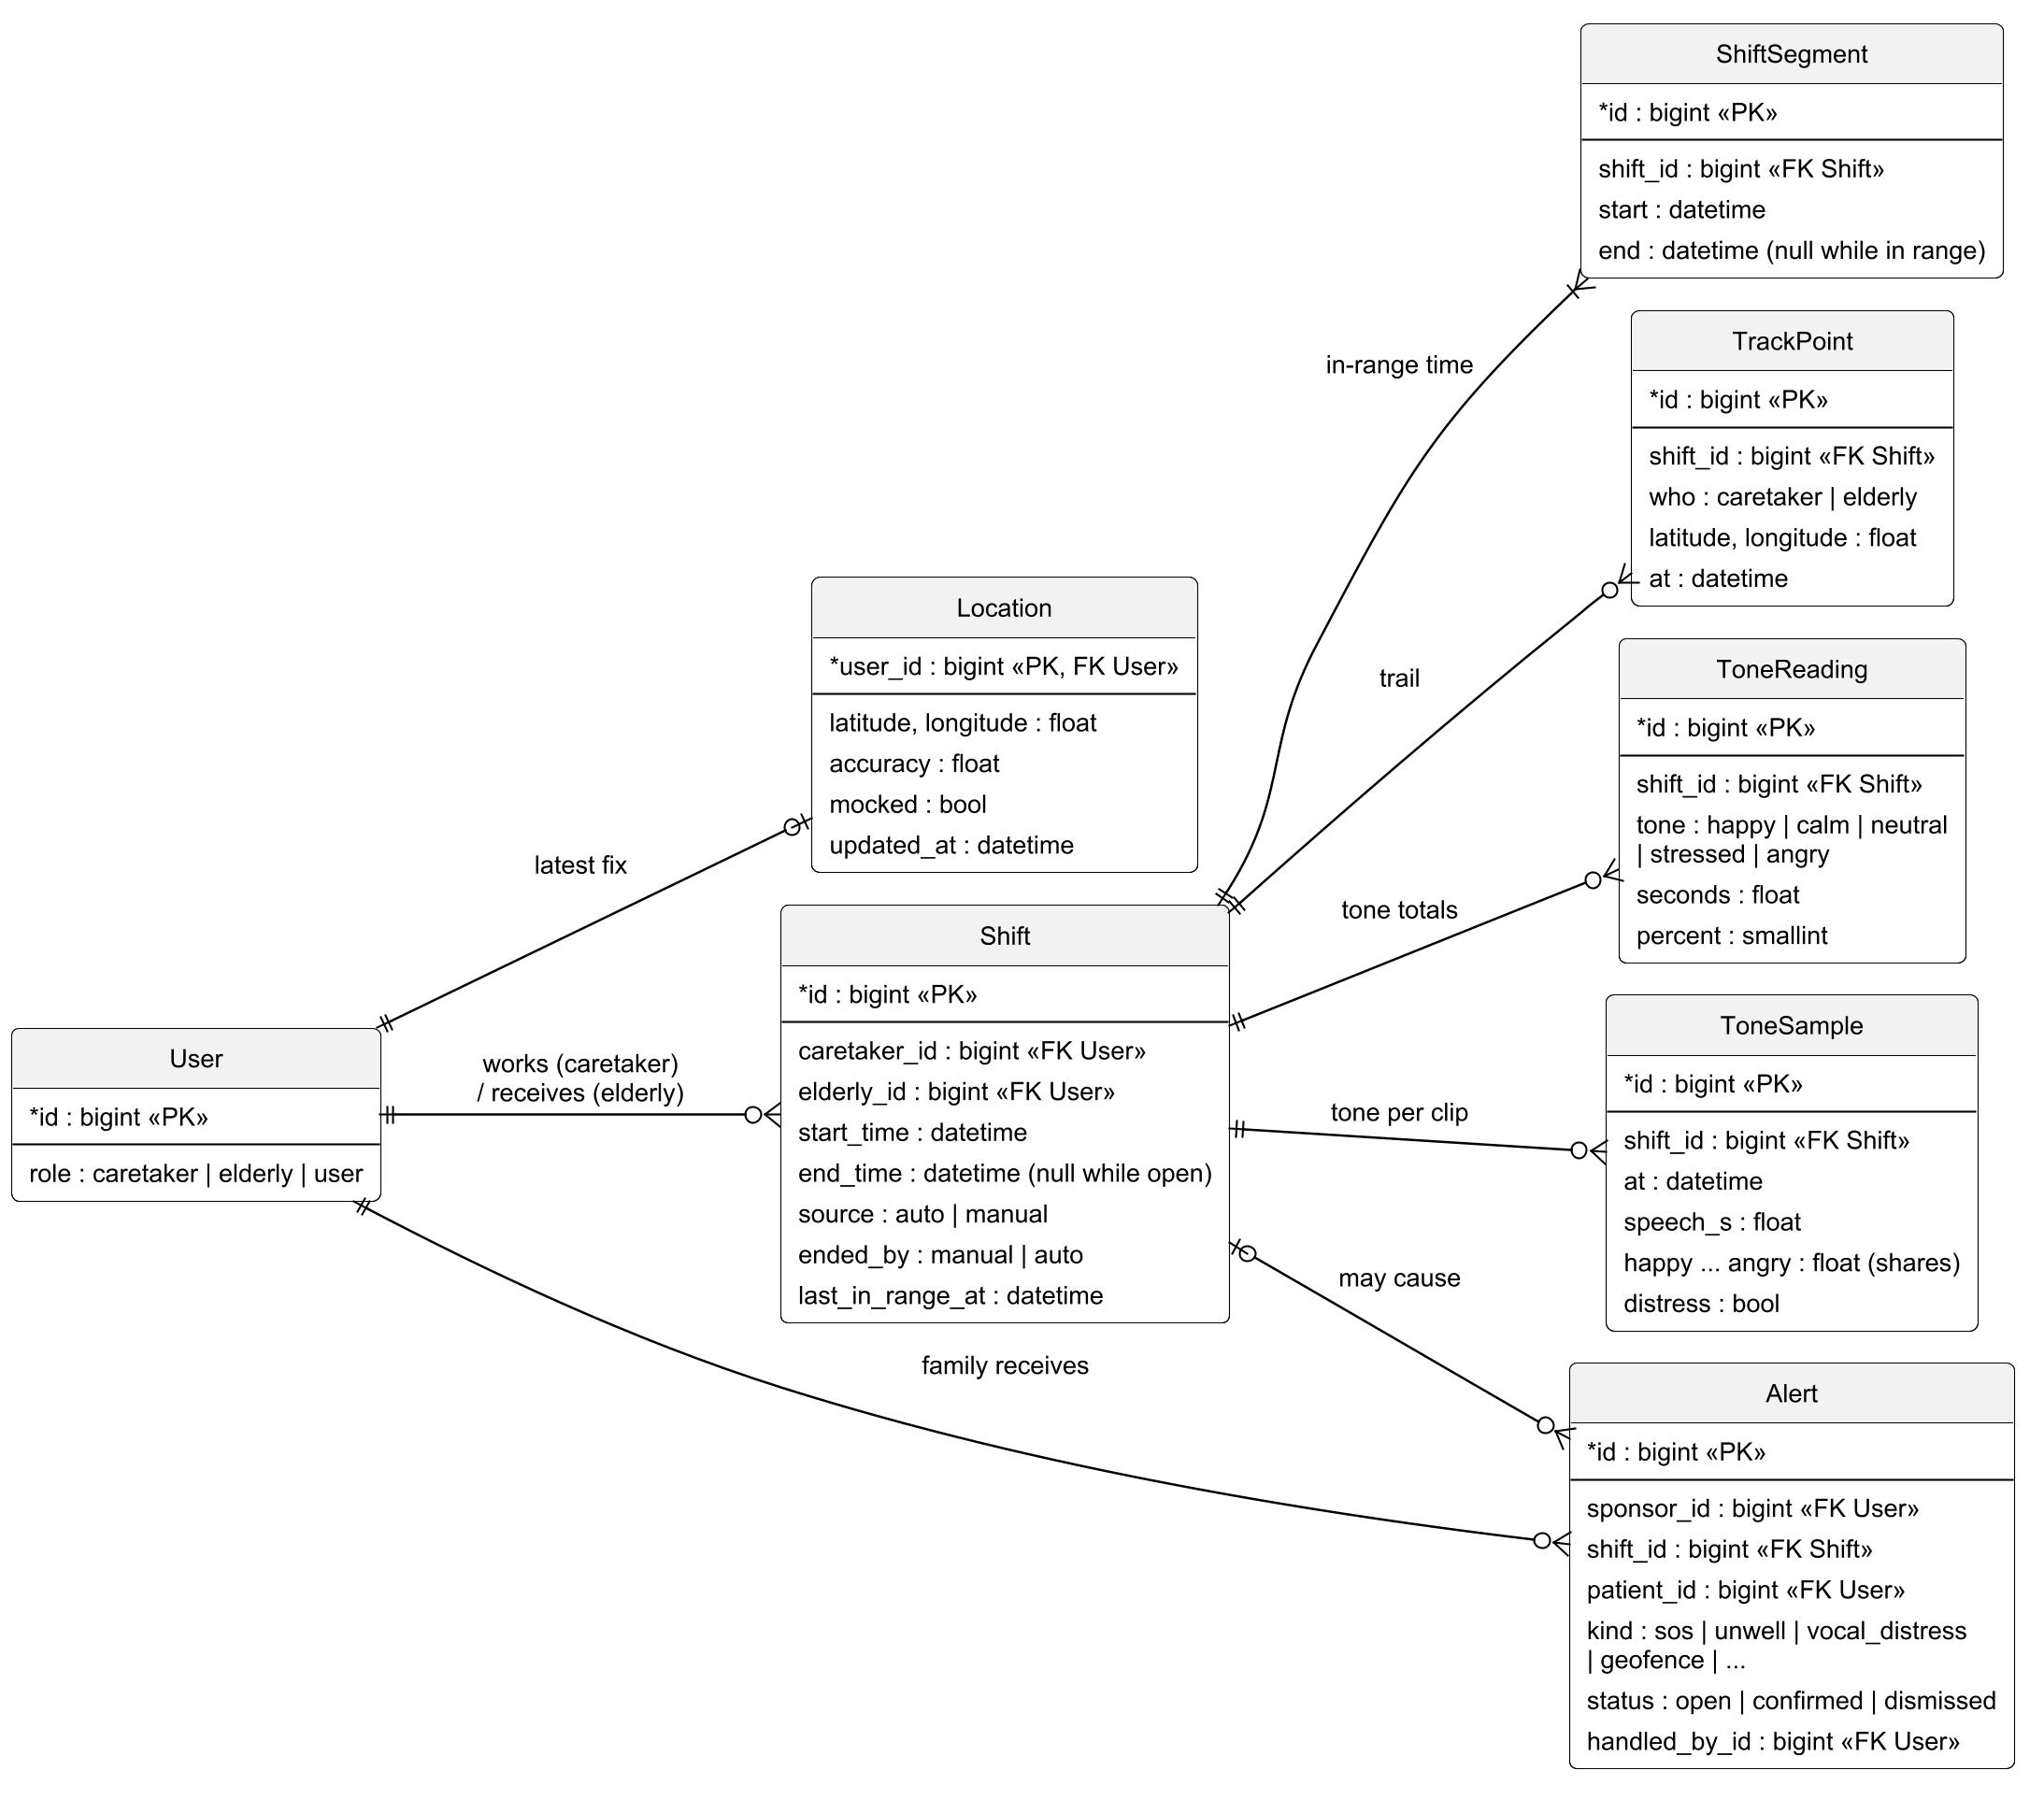 ShiftSegment
*id : bigint «PK»
shift_id : bigint «FK Shift»
start : datetime
end : datetime (null while in range)
in-range time
TrackPoint
*id : bigint «PK»
shift_id : bigint «FK Shift»
who : caretaker | elderly
latitude, longitude : float
at : datetime
trail
Location
*user_id : bigint «PK, FK User»
latitude, longitude : float
accuracy : float
mocked : bool
updated_at : datetime
latest fix
ToneReading
*id : bigint «PK»
shift_id : bigint «FK Shift»
tone : happy | calm | neutral
| stressed | angry
seconds : float
percent : smallint
tone totals
Shift
*id : bigint «PK»
caretaker_id : bigint «FK User»
elderly_id : bigint «FK User»
start_time : datetime
end_time : datetime (null while open)
source : auto | manual
ended_by : manual | auto
last_in_range_at : datetime
User
*id : bigint «PK»
role : caretaker | elderly | user
works (caretaker)
/ receives (elderly)
ToneSample
*id : bigint «PK»
shift_id : bigint «FK Shift»
at : datetime
speech_s : float
happy ... angry : float (shares)
distress : bool
tone per clip
may cause
family receives
Alert
*id : bigint «PK»
sponsor_id : bigint «FK User»
shift_id : bigint «FK Shift»
patient_id : bigint «FK User»
kind : sos | unwell | vocal_distress
| geofence | ...
status : open | confirmed | dismissed
handled_by_id : bigint «FK User»